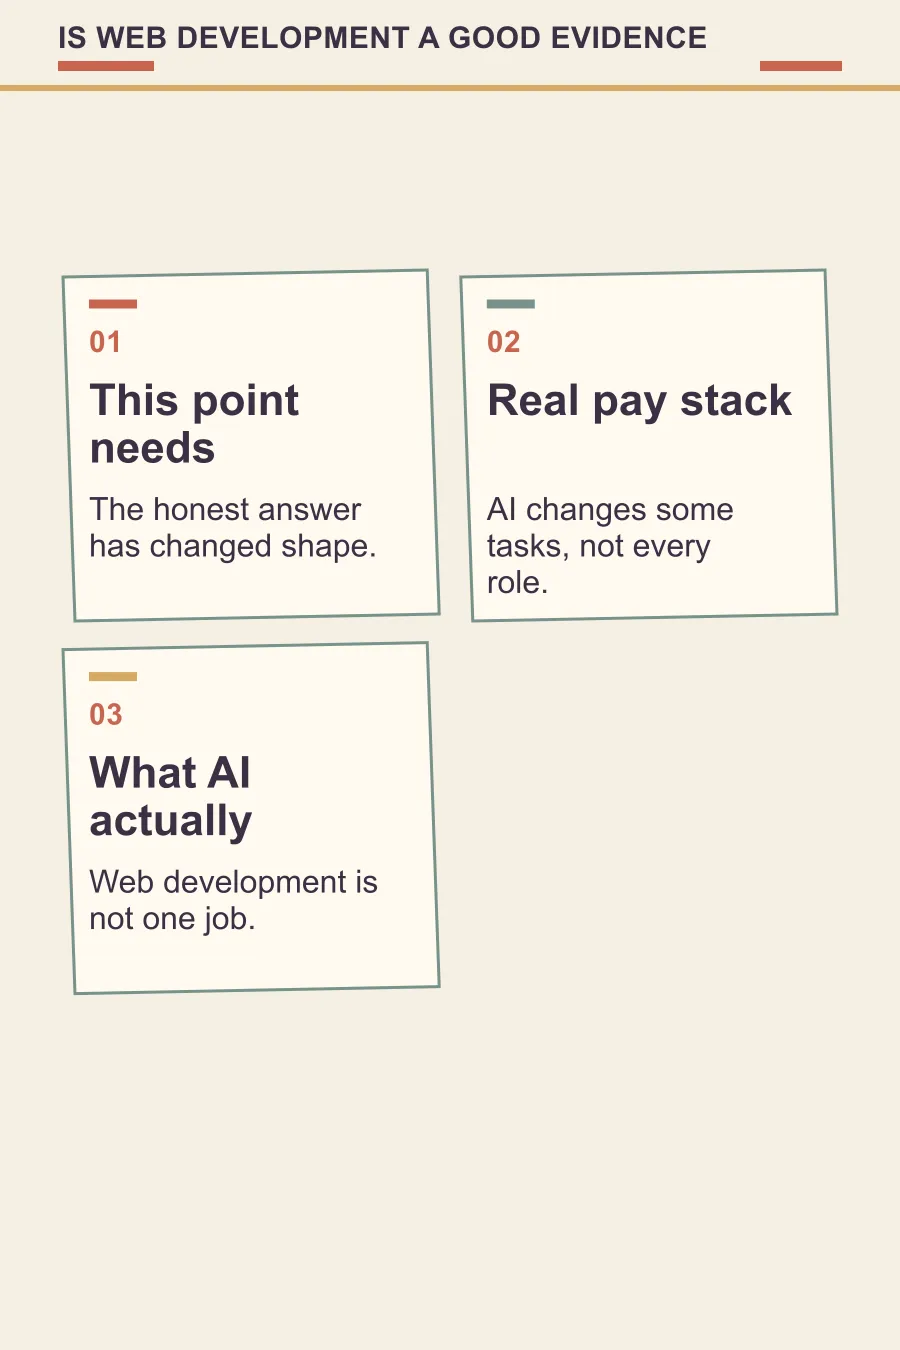 IS WEB DEVELOPMENT A GOOD EVIDENCE
01
This point
needs
The honest answer
has changed shape.
02
Real pay stack
AI changes some
tasks, not every
role.
03
What AI
actually
Web development is
not one job.